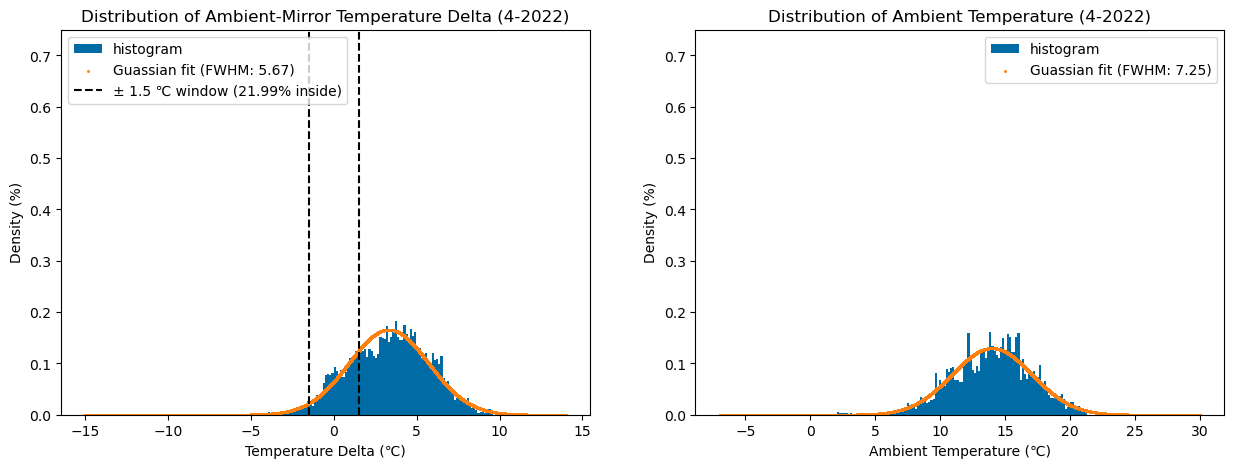 Distribution of Ambient-Mirror Temperature Delta (4-2022)
histogram
Guassian fit (FWHM: 5.67)
± 1.5 ℃ window (21.99% inside)
Density (%)
0.7
0.6
0.5
0.4
0.3
0.2
0.1
0.0
−15 −10 −5 0 5 10 15
Temperature Delta (℃)
Distribution of Ambient Temperature (4-2022)
histogram
Guassian fit (FWHM: 7.25)
Density (%)
0.7
0.6
0.5
0.4
0.3
0.2
0.1
0.0
−5 0 5 10 15 20 25 30
Ambient Temperature (℃)